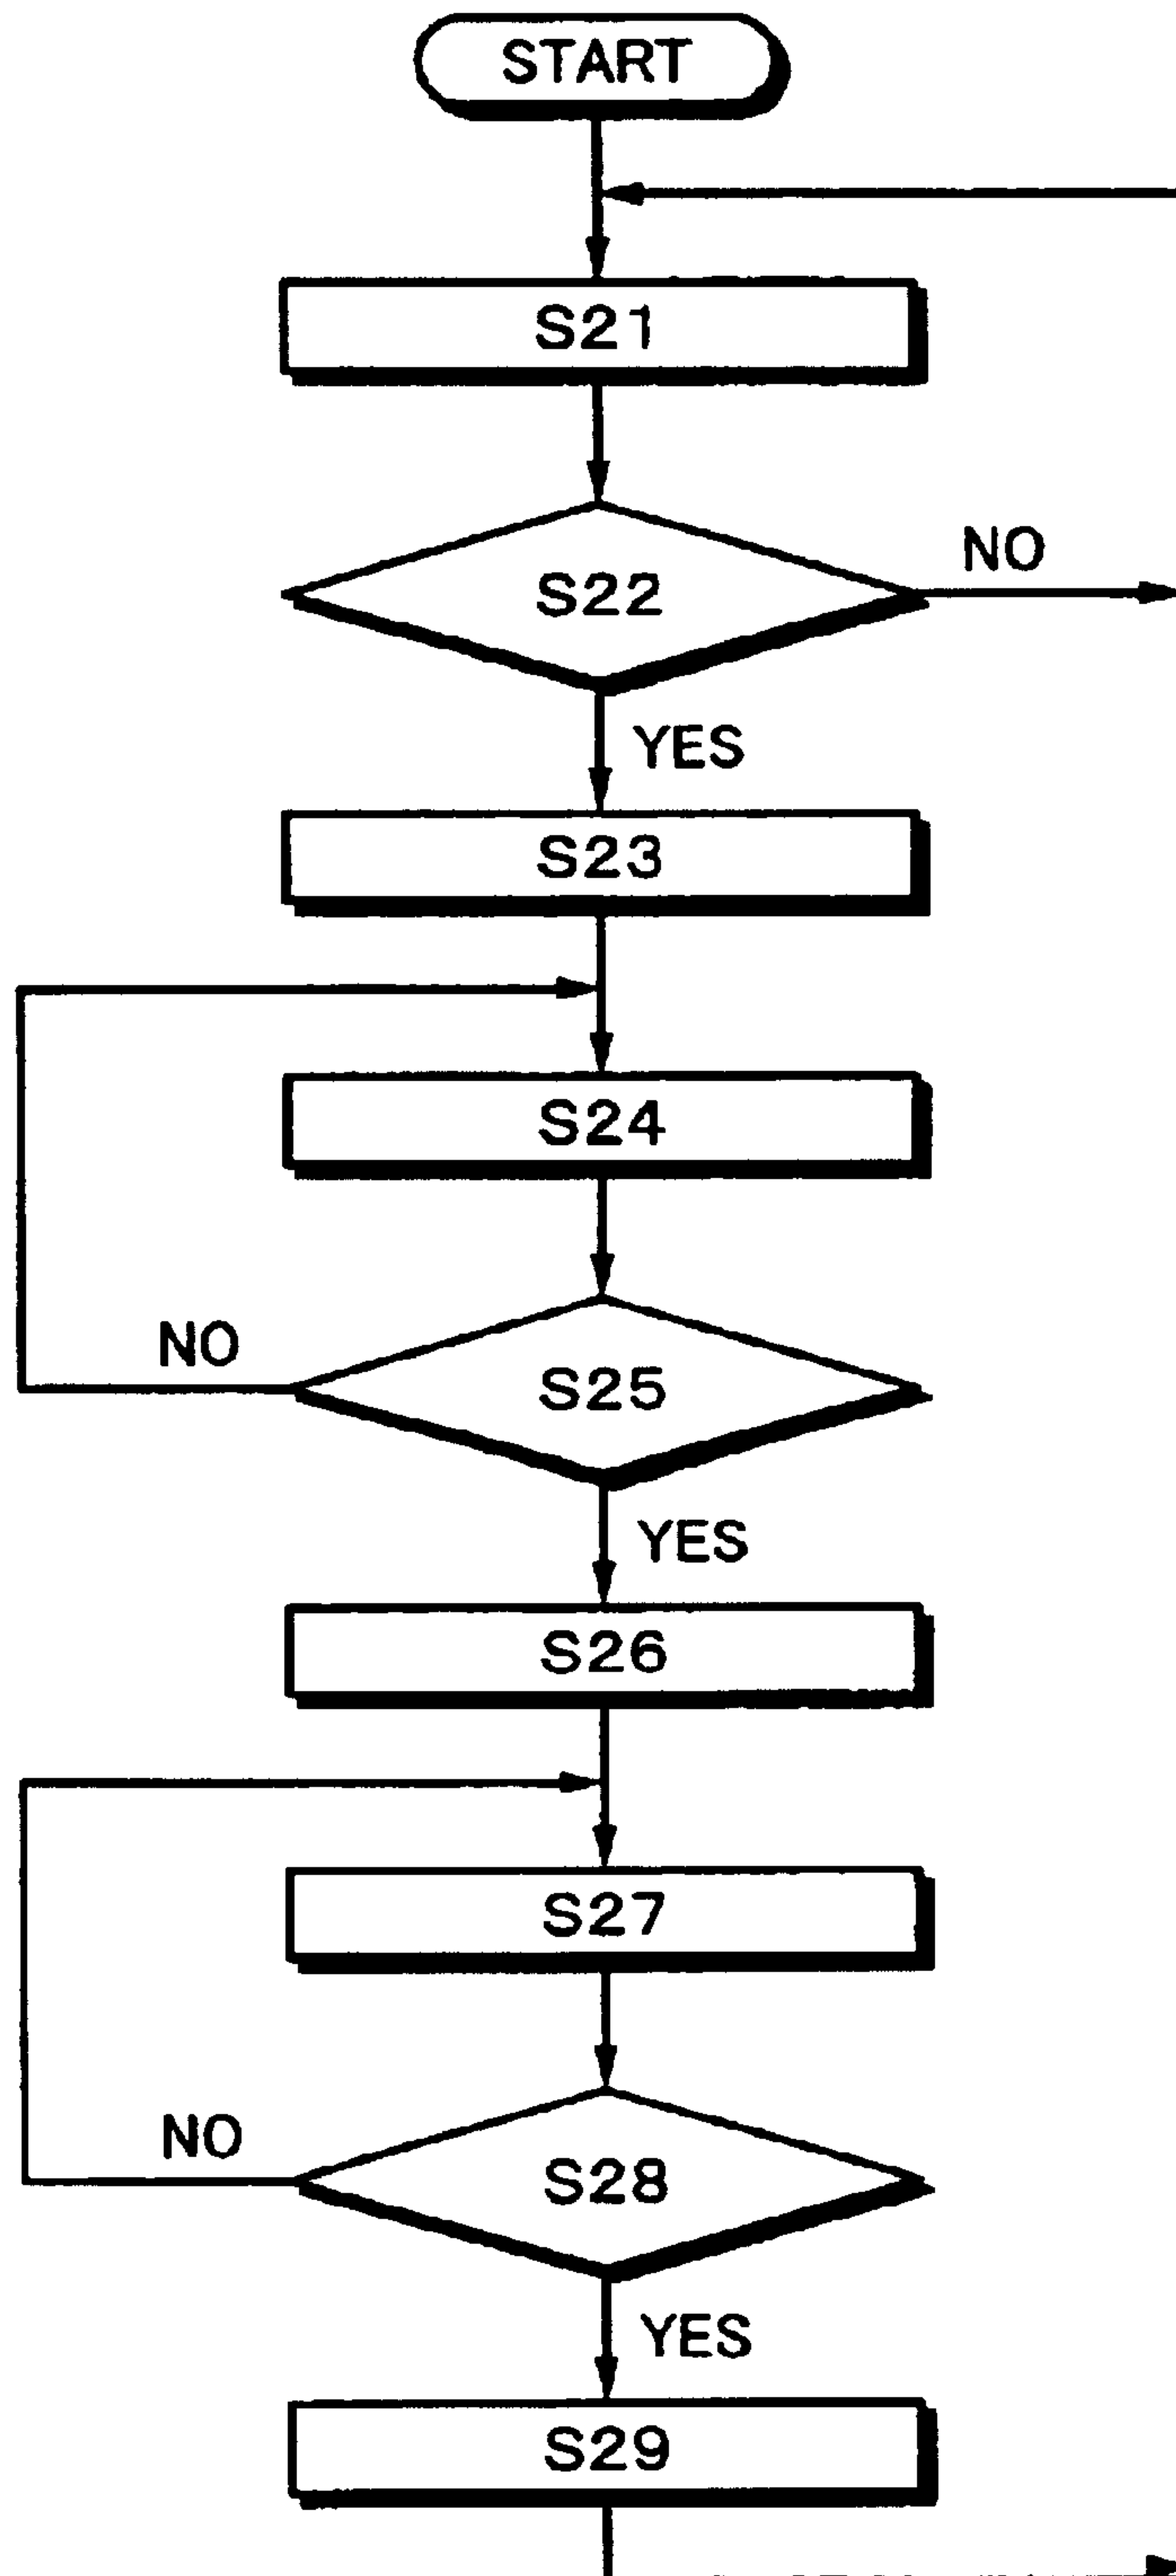 START
S21
S22
NO
YES
S23
S24
NO
S25
YES
S26
S27
NO
S28
YES
S29